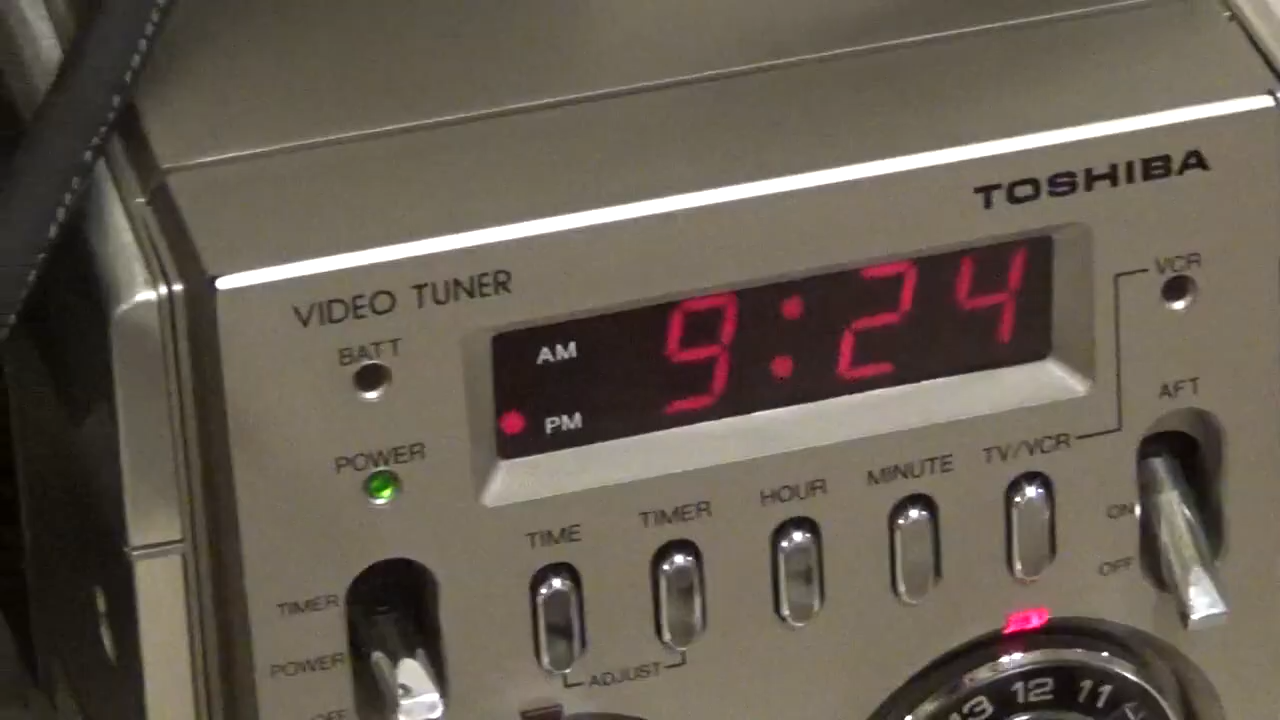 TOSHIBA
VIDEO TUNER
VCR
BATT
AM
9:24
PM
AFT
POWER
TV/VCR
MINUTE
HOUR
TIMER
TIME
ON
OFF
TIMER
ADJUST
POWER
OFF
13 12 11